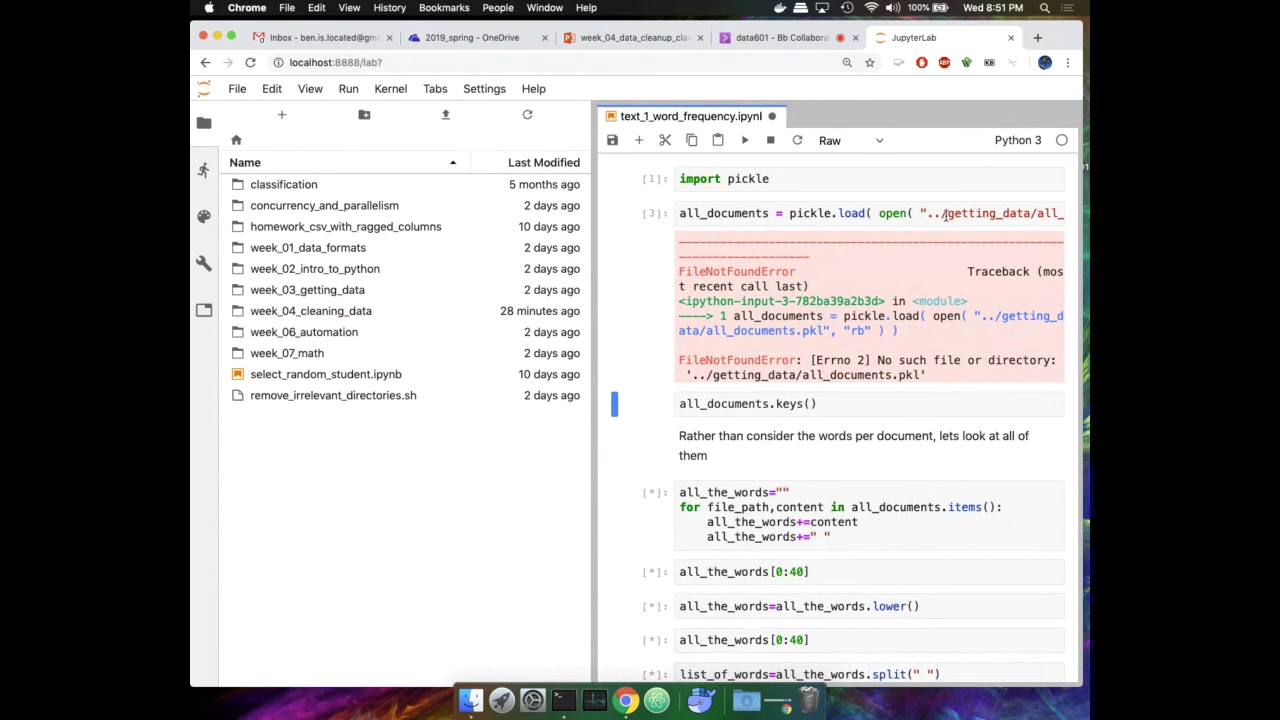 Chrome File Edit View History Bookmarks People Window Help 100% Wed 8:51 PM
Inbox - ben.is.located@gm 2019_spring - OneDrive week_04_data_cleanup_clas data601 - Bb Collabora JupyterLab
localhost:8888/lab?
File Edit View Run Kernel Tabs Settings Help
text_1_word_frequency.ipynl
Raw Python 3
Name Last Modified
classification 5 months ago
concurrency_and_parallelism 2 days ago
homework_csv_with_ragged_columns 10 days ago
week_01_data_formats 2 days ago
week_02_intro_to_python 2 days ago
week_03_getting_data 2 days ago
week_04_cleaning_data 28 minutes ago
week_06_automation 2 days ago
week_07_math 2 days ago
select_random_student.ipynb 10 days ago
remove_irrelevant_directories.sh 2 days ago
[1]: import pickle
[3]: all_documents = pickle.load( open( "../getting_data/all_
---------------------------------------------------------
-------------------
FileNotFoundError Traceback (mos
t recent call last)
<ipython-input-3-782ba39a2b3d> in <module>
----> 1 all_documents = pickle.load( open( "../getting_d
ata/all_documents.pkl", "rb" ) )
FileNotFoundError: [Errno 2] No such file or directory:
'../getting_data/all_documents.pkl'
all_documents.keys()
Rather than consider the words per document, lets look at all of
them
[*]: all_the_words=""
for file_path,content in all_documents.items():
all_the_words+=content
all_the_words+=" "
[*]: all_the_words[0:40]
[*]: all_the_words=all_the_words.lower()
[*]: all_the_words[0:40]
[*]: list_of_words=all_the_words.split(" ")